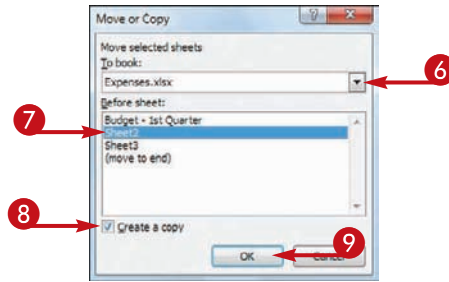 Move or Copy
Move selected sheets
To book:
Expenses.xlsx
6
Before sheet:
Budget - 1st Quarter
7
Sheet2
Sheet3
(move to end)
8
Create a copy
OK
9
Cancel